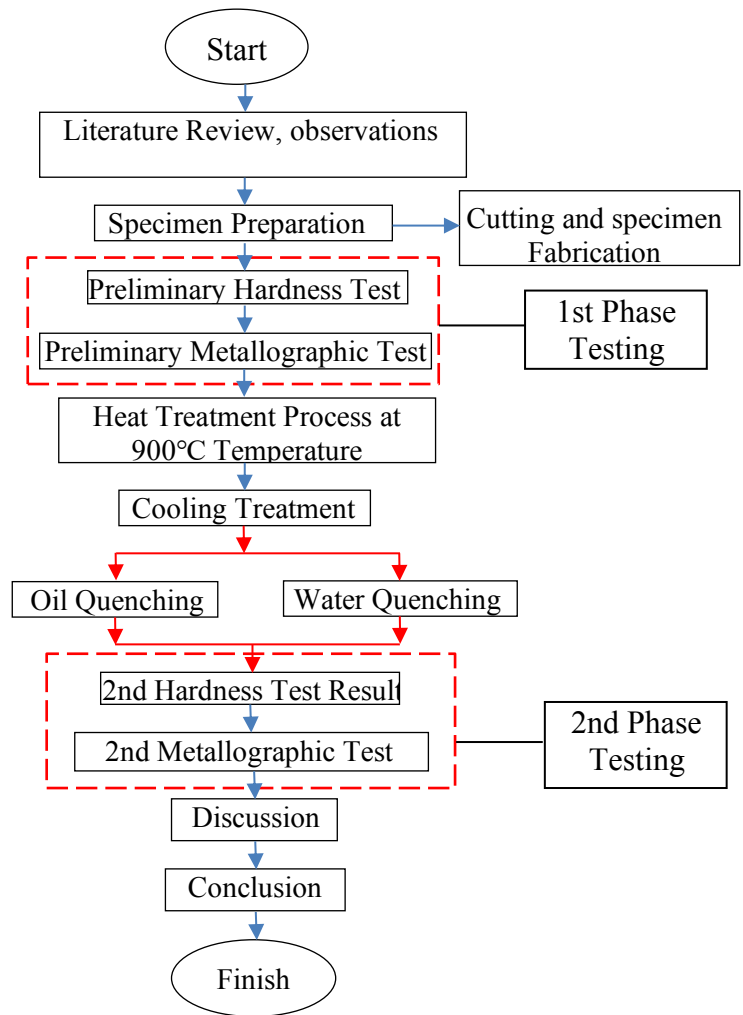 Start
Literature Review, observations
Specimen Preparation
Cutting and specimen
Fabrication
Preliminary Hardness Test
Preliminary Metallographic Test
1st Phase
Testing
Heat Treatment Process at
900℃ Temperature
Cooling Treatment
Oil Quenching
Water Quenching
2nd Hardness Test Result
2nd Metallographic Test
2nd Phase
Testing
Discussion
Conclusion
Finish